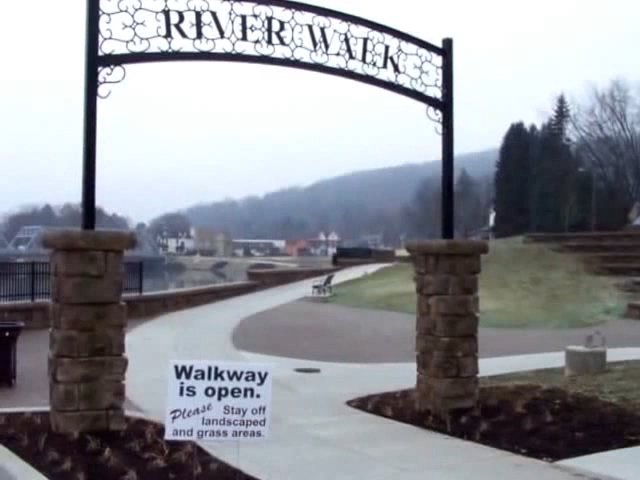 RIVER WALK
Walkway
is open.
Please Stay off
landscaped
and grass areas.